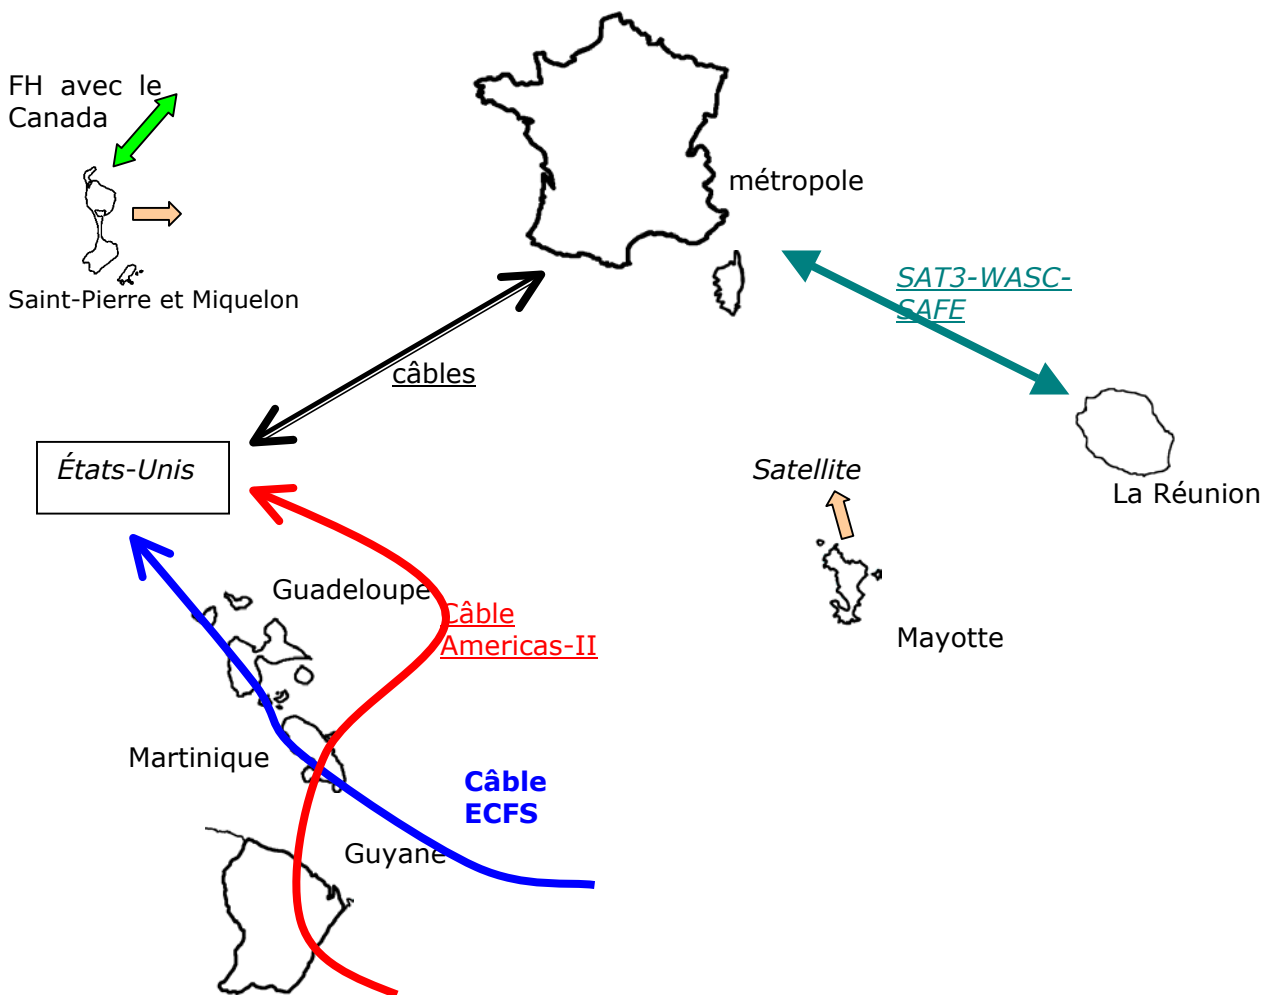 FH avec le
Canada
métropole
Saint-Pierre et Miquelon
SAT3-WASC-
SAFE
câbles
États-Unis
Satellite
La Réunion
Guadeloupe
Câble
Americas-II
Mayotte
Martinique
Câble
ECFS
Guyane